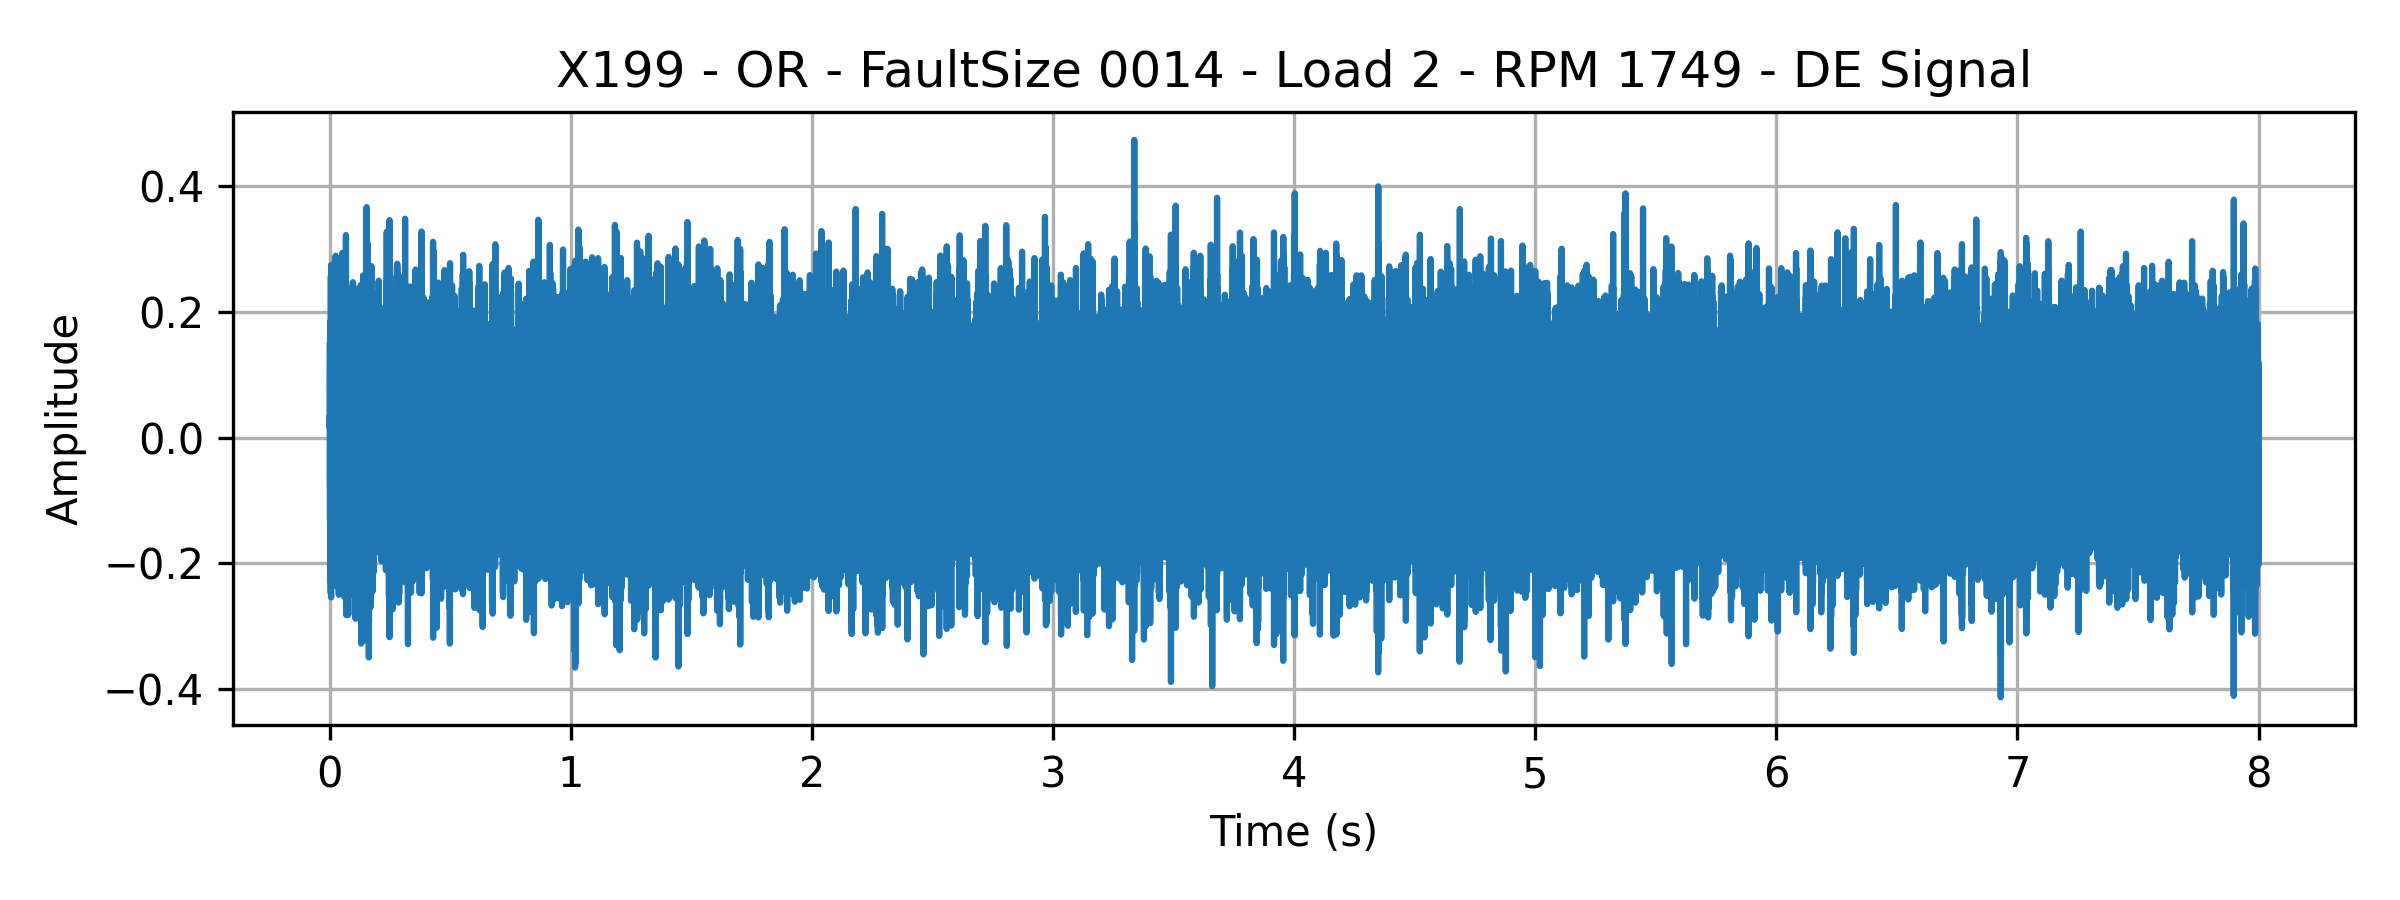 X199 - OR - FaultSize 0014 - Load 2 - RPM 1749 - DE Signal
Amplitude
0.4
0.2
0.0
−0.2
−0.4
0 1 2 3 4 5 6 7 8
Time (s)